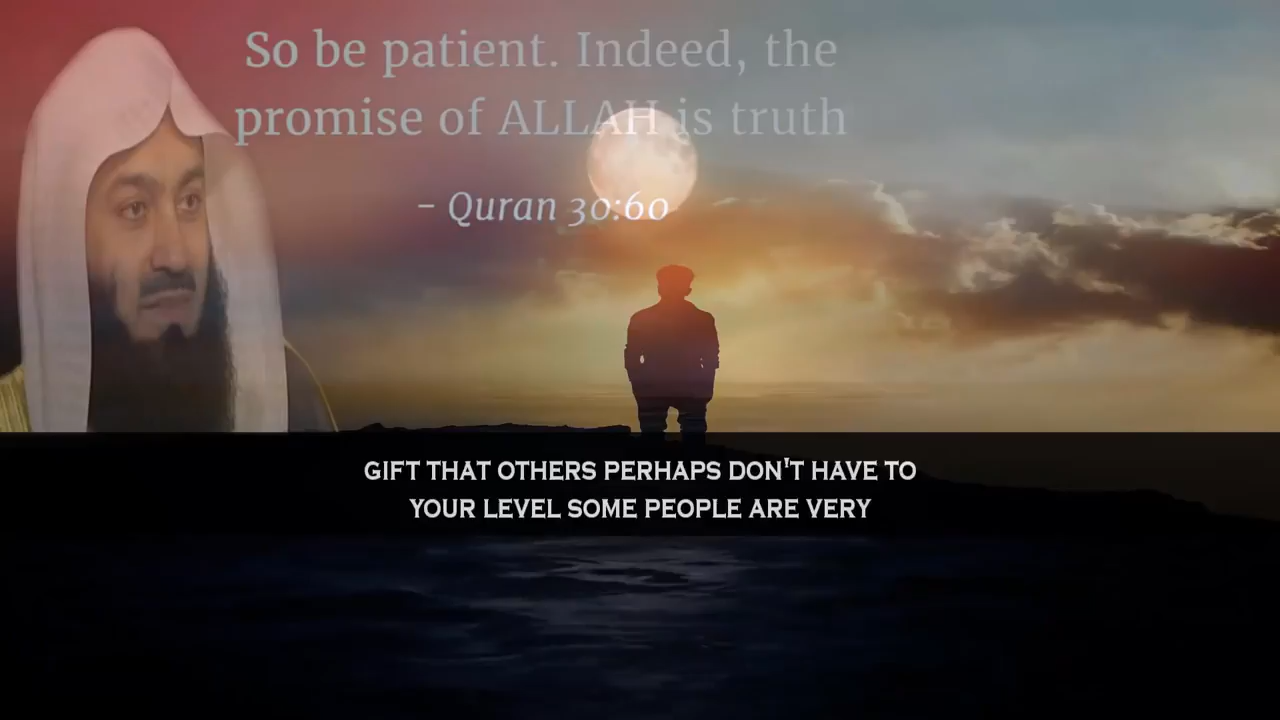 So be patient. Indeed, the
promise of ALLAH is truth
– Quran 30:60
GIFT THAT OTHERS PERHAPS DON'T HAVE TO
YOUR LEVEL SOME PEOPLE ARE VERY